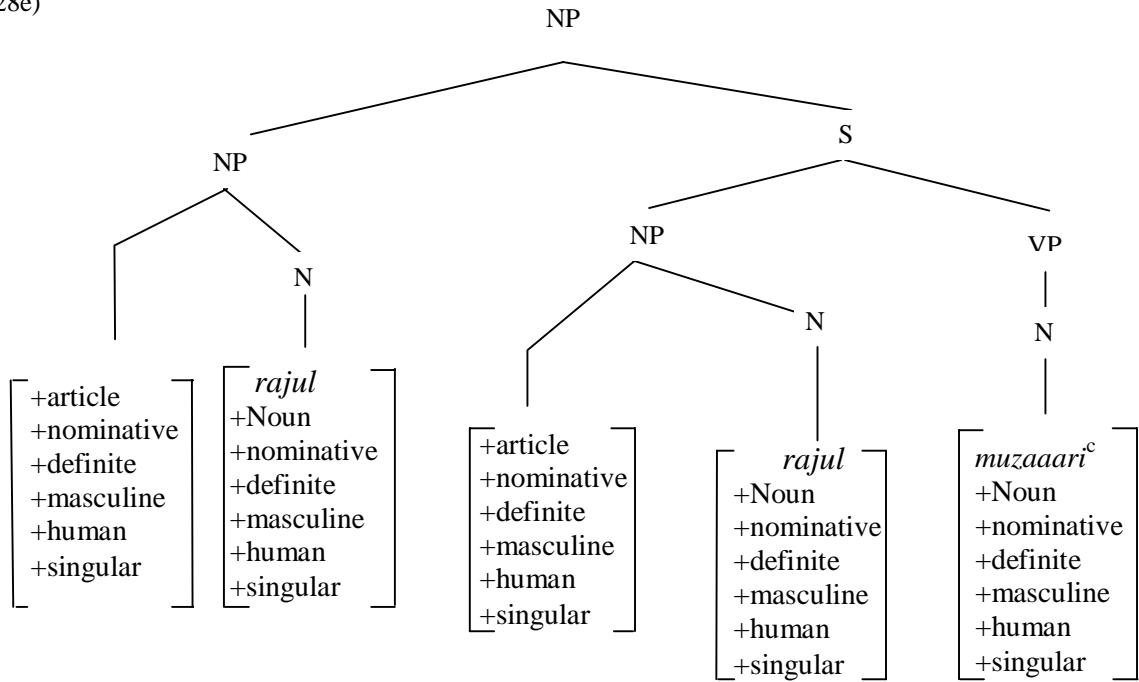 28e)
NP
NP
S
NP
VP
N
N
N
+article
+nominative
+definite
+masculine
+human
+singular
rajul
+Noun
+nominative
+definite
+masculine
+human
+singular
+article
+nominative
+definite
+masculine
+human
+singular
rajul
+Noun
+nominative
+definite
+masculine
+human
+singular
muzaaariᶜ
+Noun
+nominative
+definite
+masculine
+human
+singular